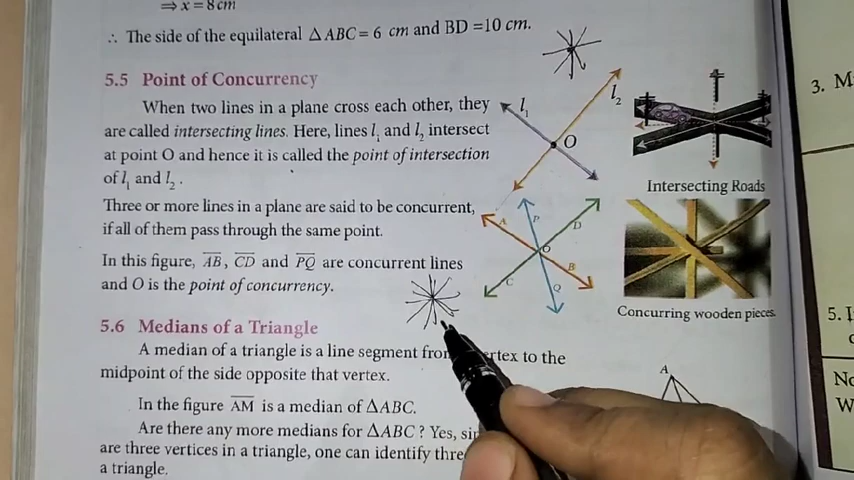 ⇒ x = 8 cm
∴ The side of the equilateral △ABC = 6 cm and BD = 10 cm.
5.5 Point of Concurrency
When two lines in a plane cross each other, they
are called intersecting lines. Here, lines l₁ and l₂ intersect
at point O and hence it is called the point of intersection
of l₁ and l₂.
Three or more lines in a plane are said to be concurrent,
if all of them pass through the same point.
In this figure, A̅B̅, C̅D̅ and P̅Q̅ are concurrent lines
and O is the point of concurrency.
l₁
l₂
O
A
P
D
O
C
B
Q
Intersecting Roads
Concurring wooden pieces
5.6 Medians of a Triangle
A median of a triangle is a line segment vertex to the
midpoint of the side opposite that vertex.
In the figure A̅M̅ is a median of △ABC.
Are there any more medians for △ABC ? Yes,
are three vertices in a triangle, one can identify
a triangle.
A
3. M
5.